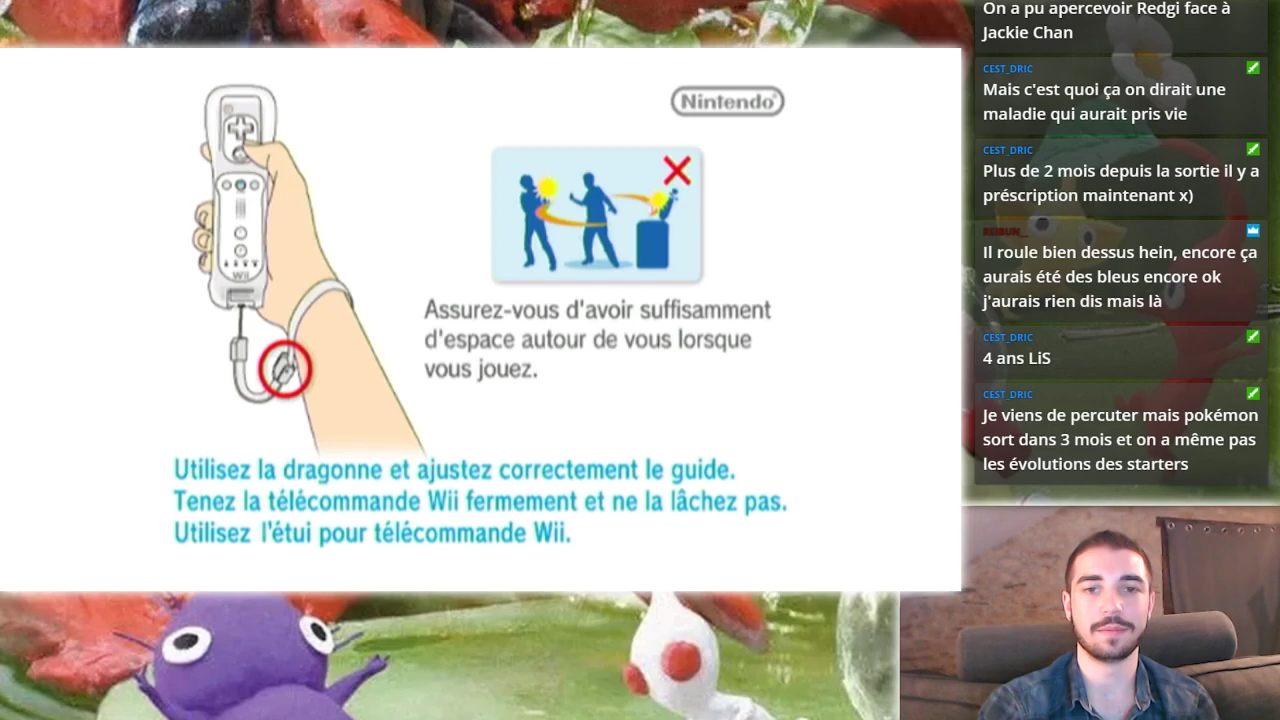 Nintendo
Wii
Assurez-vous d'avoir suffisamment
d'espace autour de vous lorsque
vous jouez.
Utilisez la dragonne et ajustez correctement le guide.
Tenez la télécommande Wii fermement et ne la lâchez pas.
Utilisez l'étui pour télécommande Wii.
On a pu apercevoir Redgi face à
Jackie Chan
CEST_DRIC
Mais c'est quoi ça on dirait une
maladie qui aurait pris vie
CEST_DRIC
Plus de 2 mois depuis la sortie il y a
préscription maintenant x)
Il roule bien dessus hein, encore ça
aurais été des bleus encore ok
j'aurais rien dis mais là
CEST_DRIC
4 ans LiS
CEST_DRIC
Je viens de percuter mais pokémon
sort dans 3 mois et on a même pas
les évolutions des starters